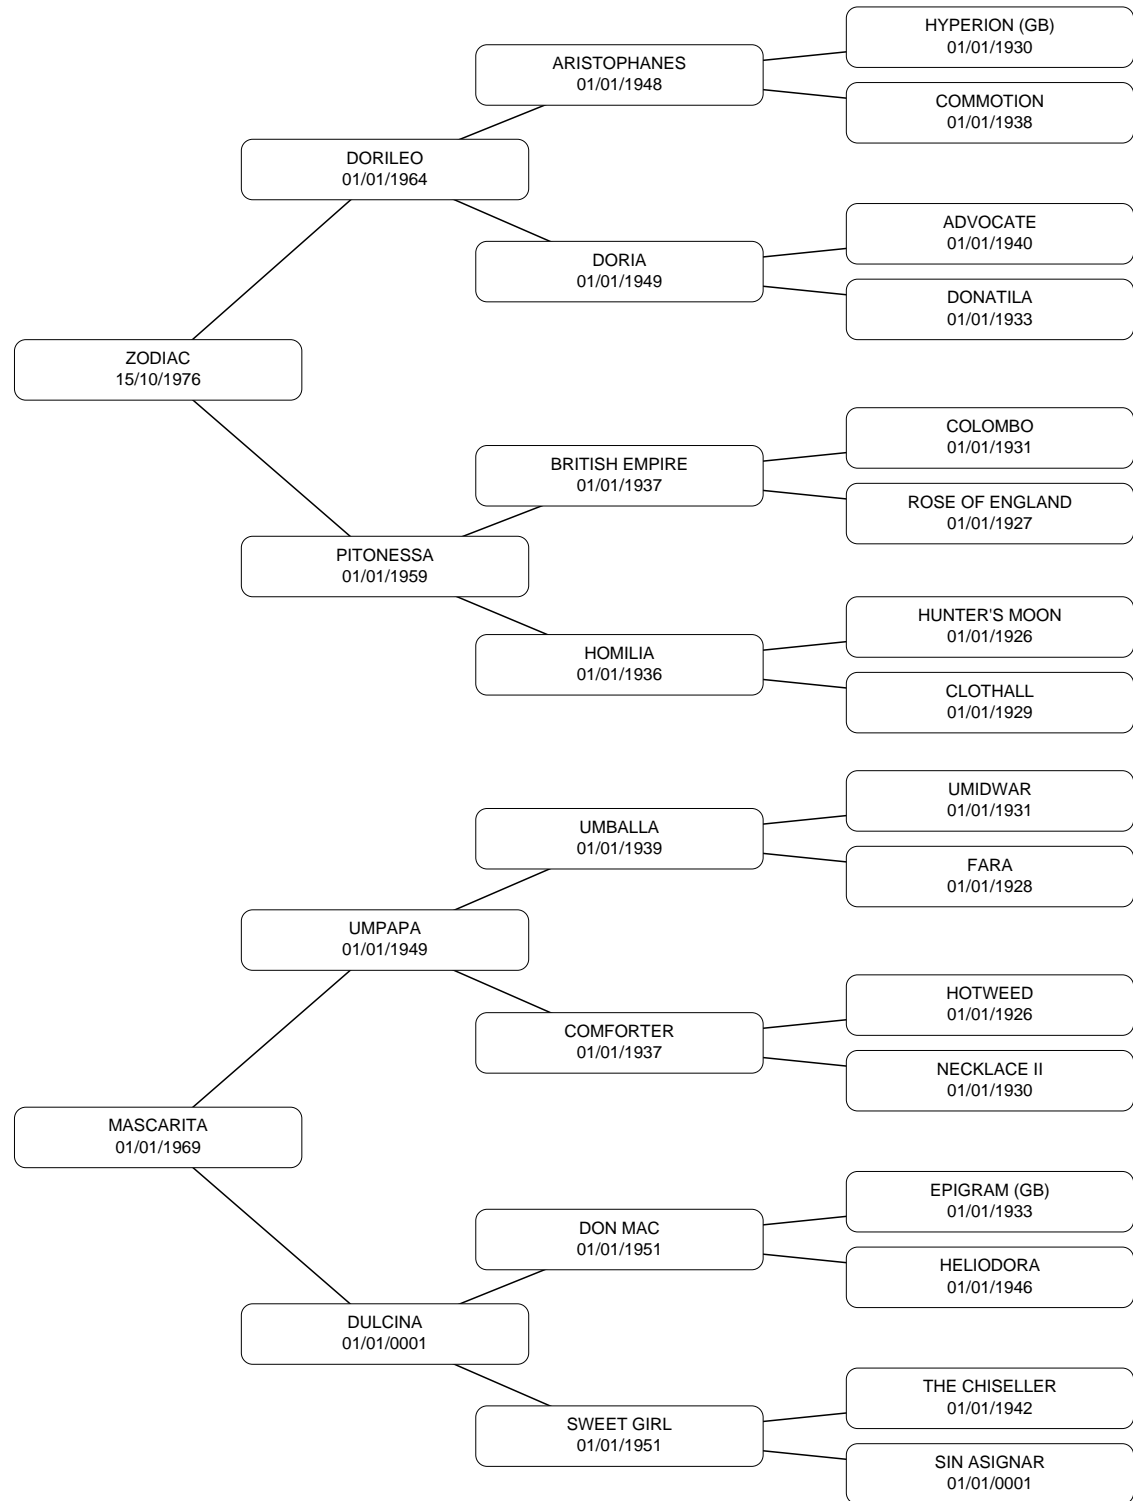 HYPERION (GB)
01/01/1930
ARISTOPHANES
01/01/1948
COMMOTION
01/01/1938
DORILEO
01/01/1964
ADVOCATE
01/01/1940
DORIA
01/01/1949
DONATILA
01/01/1933
ZODIAC
15/10/1976
COLOMBO
01/01/1931
BRITISH EMPIRE
01/01/1937
ROSE OF ENGLAND
01/01/1927
PITONESSA
01/01/1959
HUNTER'S MOON
01/01/1926
HOMILIA
01/01/1936
CLOTHALL
01/01/1929
UMIDWAR
01/01/1931
UMBALLA
01/01/1939
FARA
01/01/1928
UMPAPA
01/01/1949
HOTWEED
01/01/1926
COMFORTER
01/01/1937
NECKLACE II
01/01/1930
MASCARITA
01/01/1969
EPIGRAM (GB)
01/01/1933
DON MAC
01/01/1951
HELIODORA
01/01/1946
DULCINA
01/01/0001
THE CHISELLER
01/01/1942
SWEET GIRL
01/01/1951
SIN ASIGNAR
01/01/0001